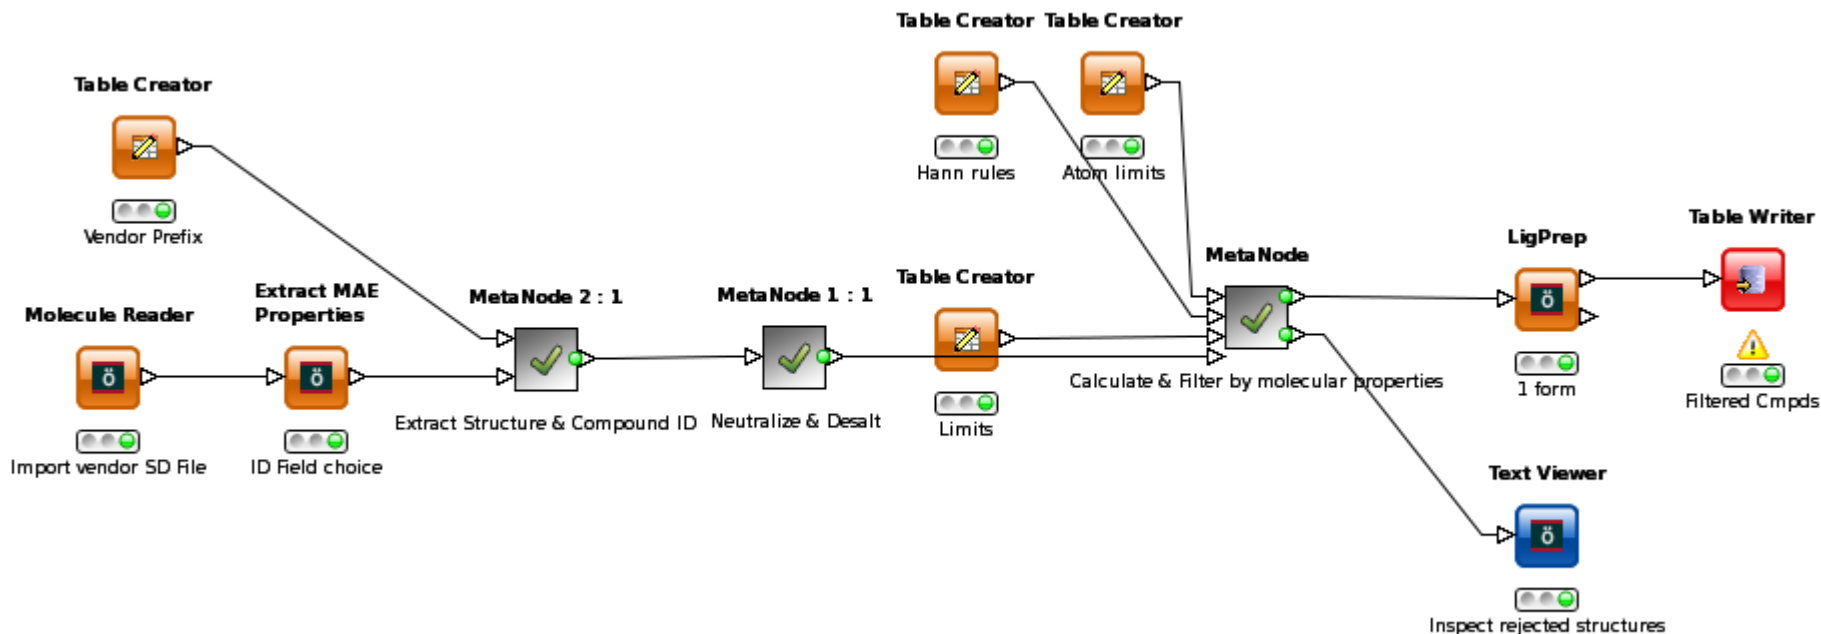 Table Creator
Table Creator
Hann rules
Atom limits
Table Creator
Vendor Prefix
Molecule Reader
Extract MAE
Properties
MetaNode 2 : 1
MetaNode 1 : 1
Table Creator
MetaNode
LigPrep
Table Writer
ö
ö
ö
Import vendor SD File
ID Field choice
Extract Structure & Compound ID
Neutralize & Desalt
Limits
Calculate & Filter by molecular properties
1 form
Filtered Cmpds
Text Viewer
ö
Inspect rejected structures